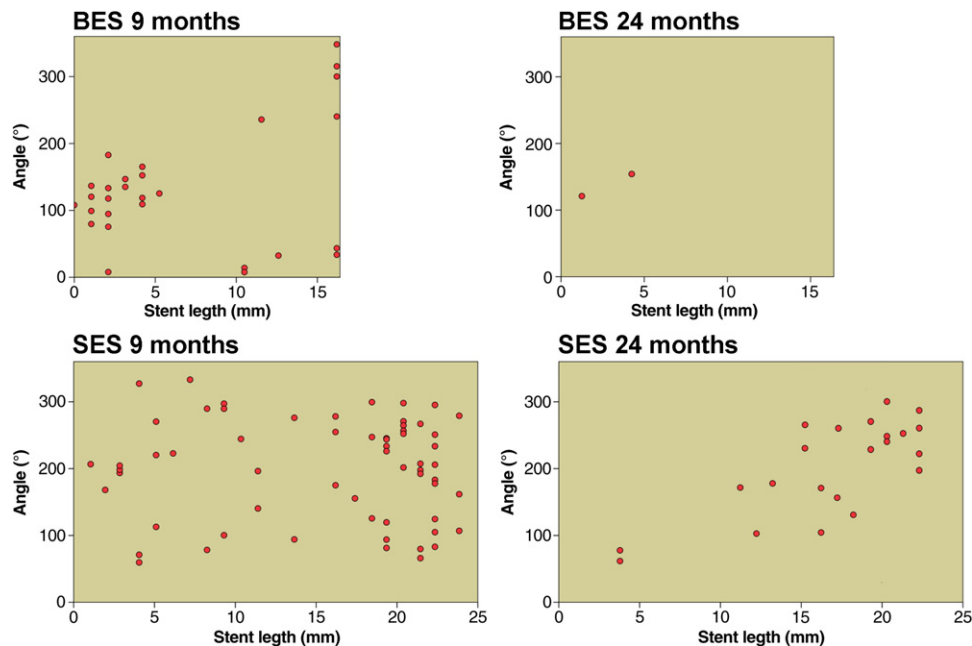 BES 9 months
BES 24 months
Angle (°)
300
200
100
0
0 5 10 15
Stent legth (mm)
Angle (°)
300
200
100
0
0 5 10 15
Stent legth (mm)
SES 9 months
SES 24 months
Angle (°)
300
200
100
0
0 5 10 15 20 25
Stent legth (mm)
Angle (°)
300
200
100
0
0 5 10 15 20 25
Stent legth (mm)